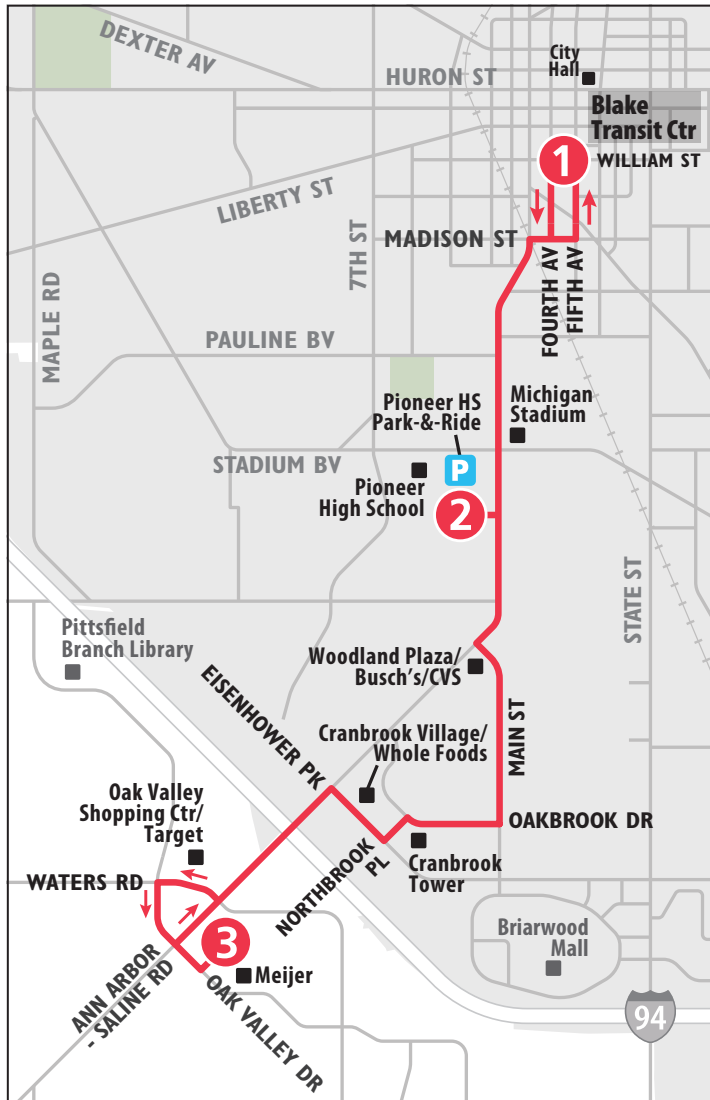 DEXTER AV
City
Hall
HURON ST
Blake
Transit Ctr
1
WILLIAM ST
LIBERTY ST
7TH ST
MADISON ST
FOURTH AV
FIFTH AV
MAPLE RD
PAULINE BV
Pioneer HS
Park-&-Ride
Michigan
Stadium
STADIUM BV
P
Pioneer
High School
2
STATE ST
Pittsfield
Branch Library
Woodland Plaza/
Busch's/CVS
EISENHOWER PK
MAIN ST
Cranbrook Village/
Whole Foods
Oak Valley
Shopping Ctr/
Target
OAKBROOK DR
NORTHBROOK
PL
Cranbrook
Tower
WATERS RD
3
Briarwood
Mall
Meijer
ANN ARBOR
- SALINE RD
OAK VALLEY DR
94